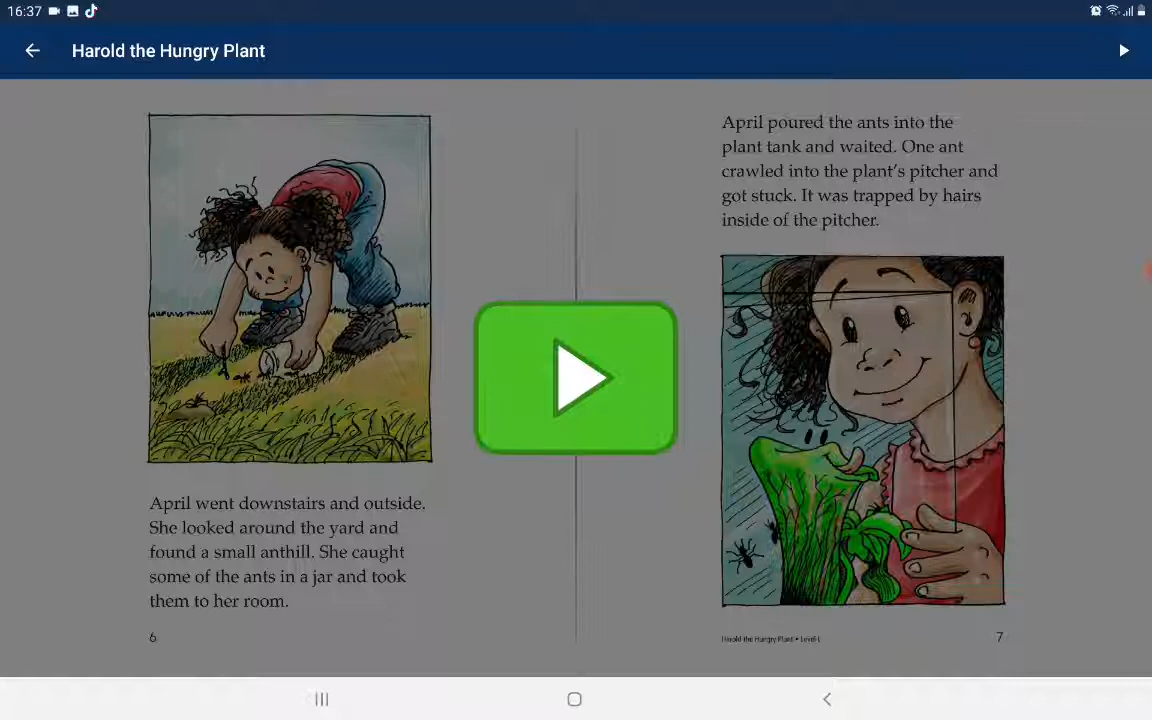 16:37
Harold the Hungry Plant
April went downstairs and outside.
She looked around the yard and
found a small anthill. She caught
some of the ants in a jar and took
them to her room.
6
April poured the ants into the
plant tank and waited. One ant
crawled into the plant's pitcher and
got stuck. It was trapped by hairs
inside of the pitcher.
Harold the Hungry Plant • Level L
7